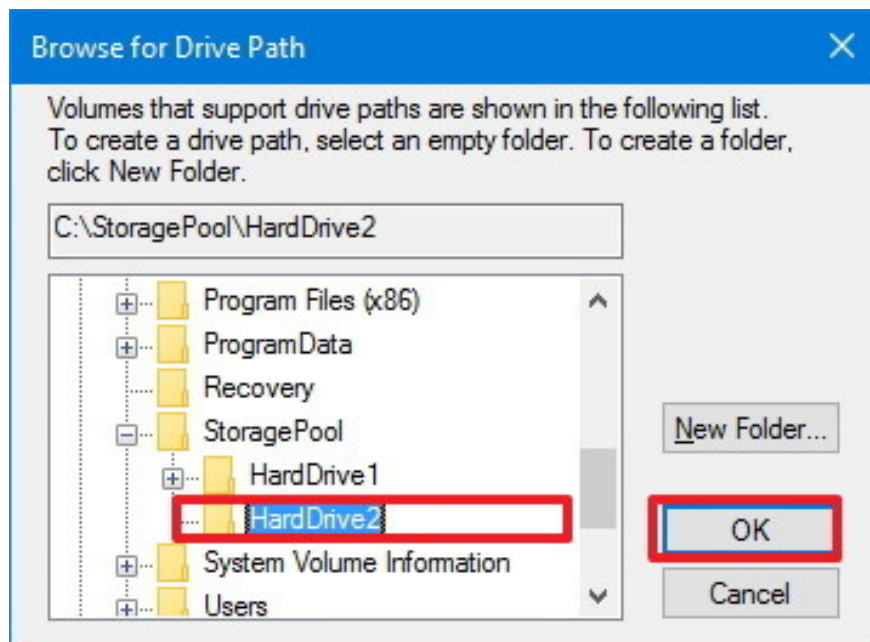 Browse for Drive Path
Volumes that support drive paths are shown in the following list.
To create a drive path, select an empty folder. To create a folder,
click New Folder.
C:\StoragePool\HardDrive2
Program Files (x86)
ProgramData
Recovery
StoragePool
HardDrive1
HardDrive2
System Volume Information
Users
New Folder...
OK
Cancel